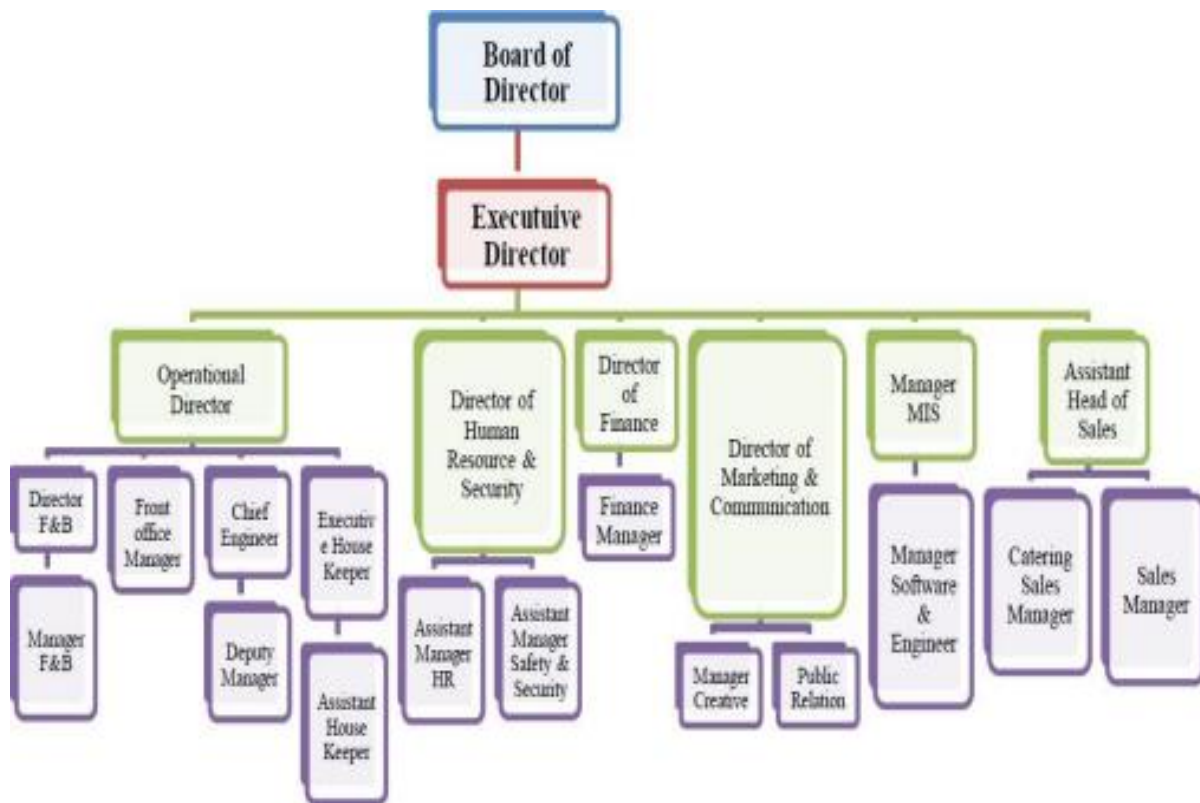 Board of
Director
Executuive
Director
Operational
Director
Director of
Human
Resource &
Security
Director
of
Finance
Director of
Marketing &
Communication
Manager
MIS
Assistant
Head of
Sales
Director
F&B
Front
office
Manager
Chief
Engineer
Executiv
e House
Keeper
Manager
F&B
Deputy
Manager
Assistant
House
Keeper
Assistant
Manager
HR
Assistant
Manager
Safety &
Security
Finance
Manager
Manager
Creative
Public
Relation
Manager
Software
&
Engineer
Catering
Sales
Manager
Sales
Manager